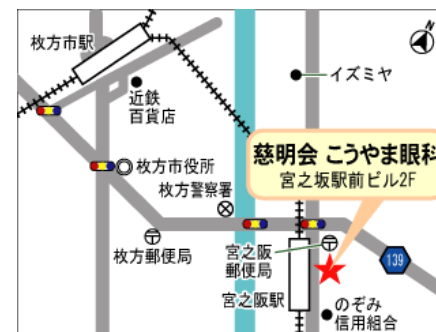 枚方市駅
N
近鉄
百貨店
イズミヤ
慈明会 こうやま眼科
宮之坂駅前ビル2F
枚方市役所
枚方警察署
枚方郵便局
宮之阪
郵便局
139
宮之阪駅
のぞみ
信用組合